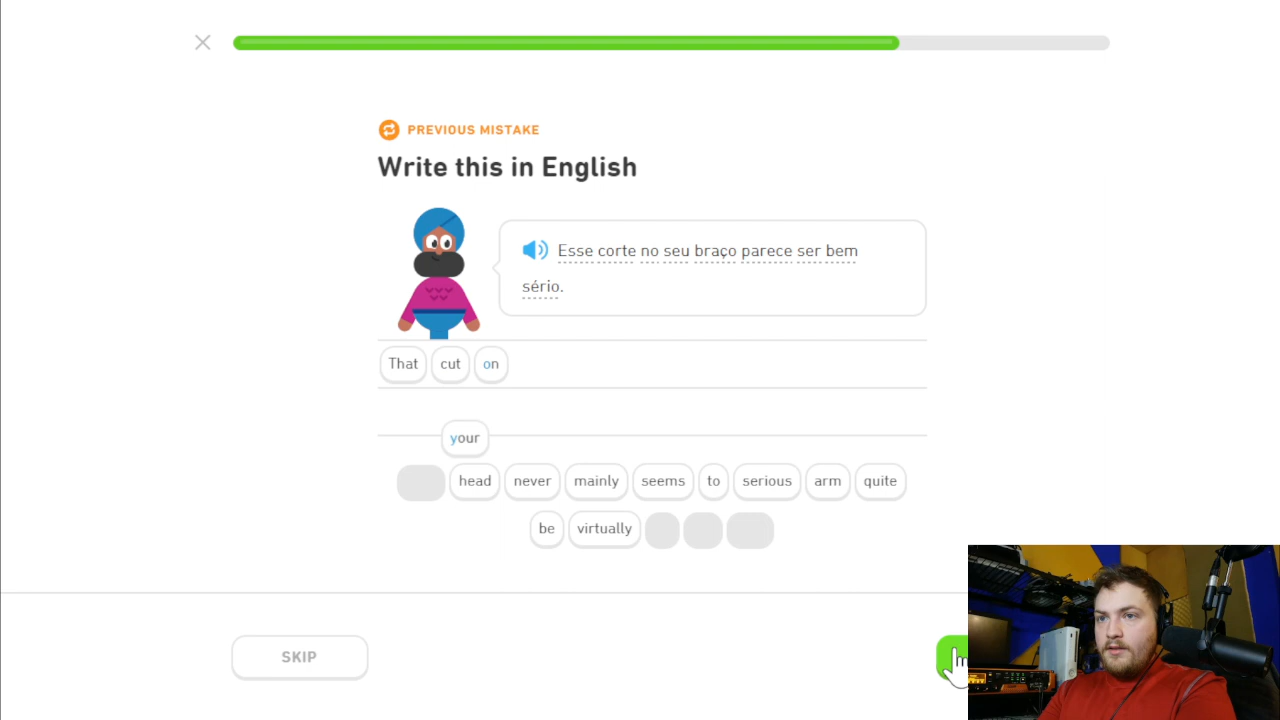 PREVIOUS MISTAKE
Write this in English
Esse corte no seu braço parece ser bem
sério.
That cut on
your
head never mainly seems to serious arm quite
be virtually
SKIP